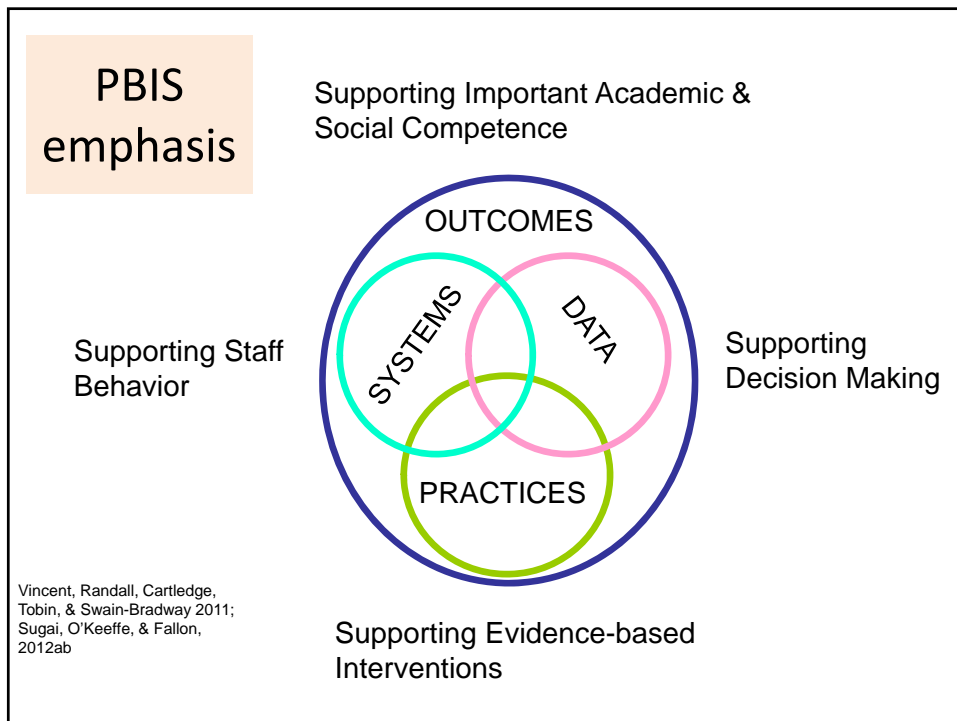 PBIS
emphasis
Supporting Important Academic &
Social Competence
OUTCOMES
SYSTEMS
DATA
Supporting Staff
Behavior
Supporting
Decision Making
PRACTICES
Vincent, Randall, Cartledge,
Tobin, & Swain-Bradway 2011;
Sugai, O’Keeffe, & Fallon,
2012ab
Supporting Evidence-based
Interventions